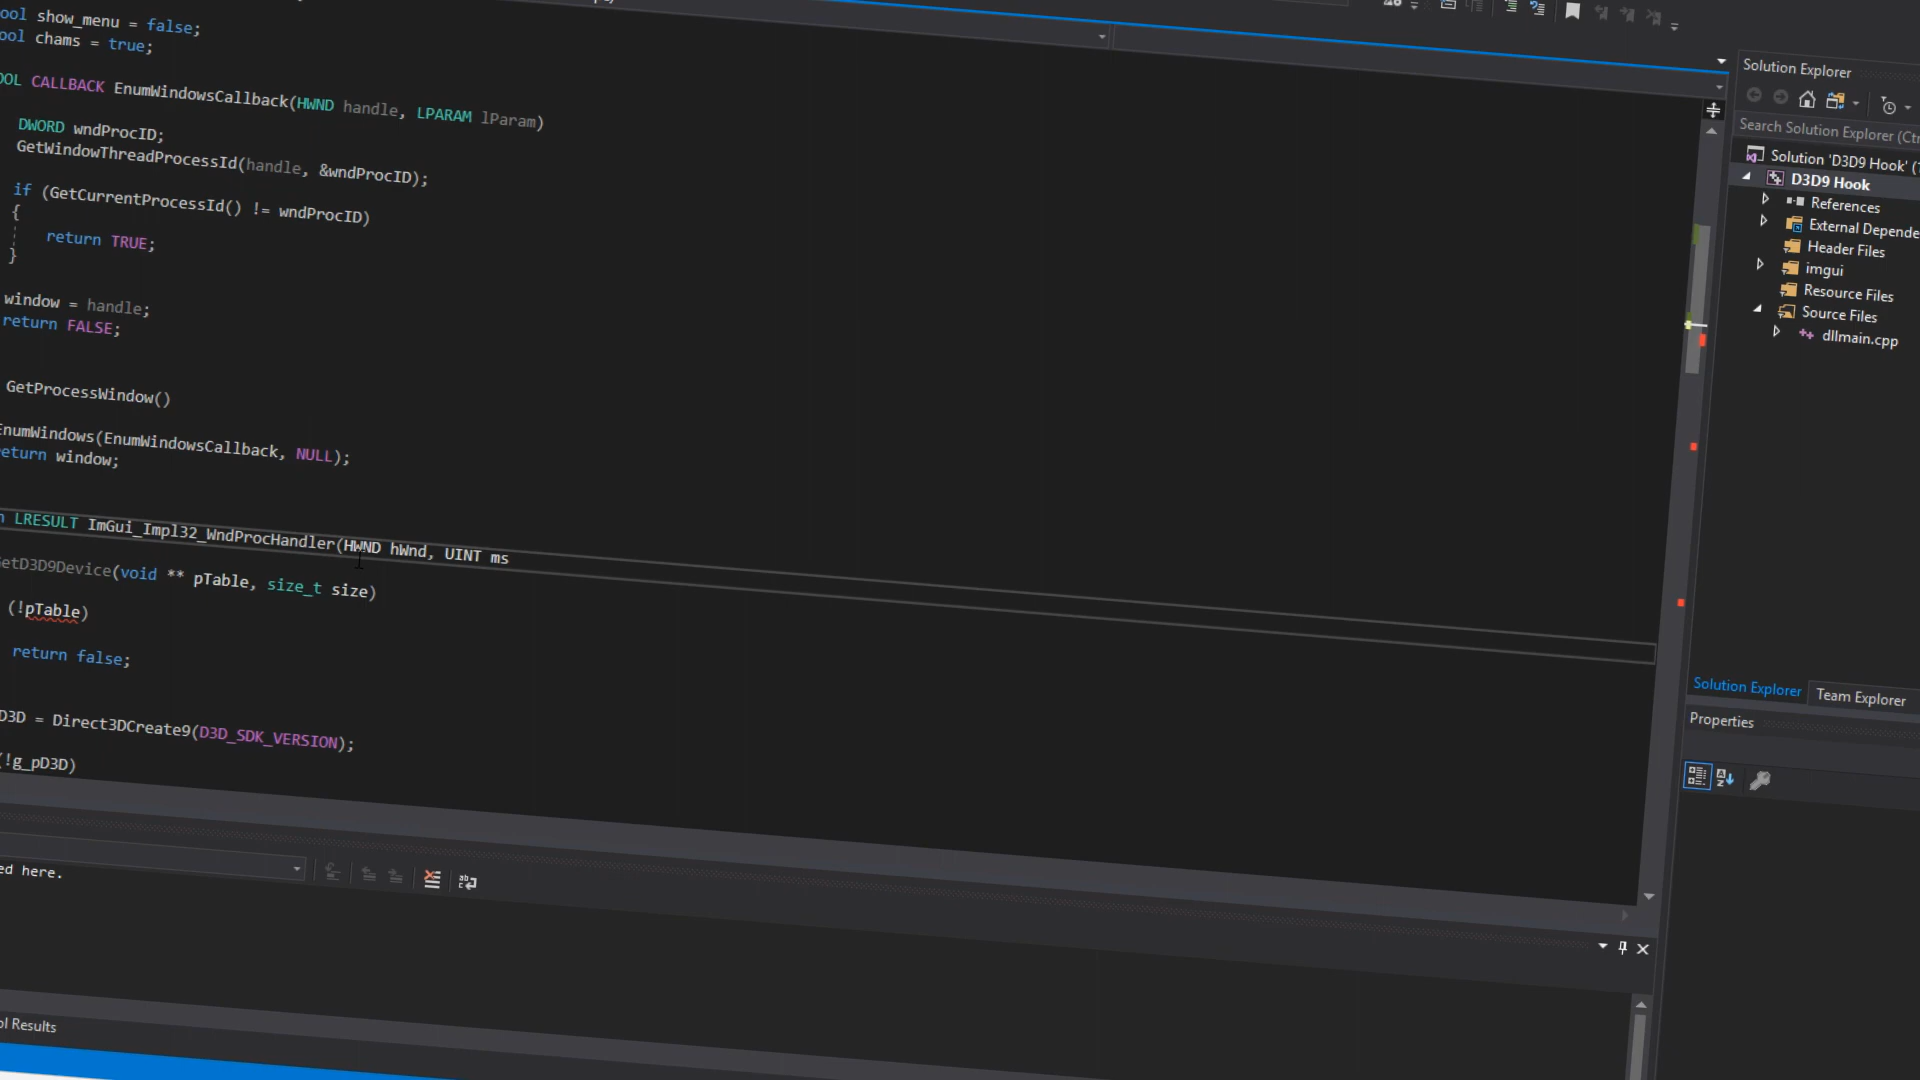 ool show_menu = false;
ool chams = true;
OOL CALLBACK EnumWindowsCallback(HWND handle, LPARAM lParam)
DWORD wndProcID;
GetWindowThreadProcessId(handle, &wndProcID);
if (GetCurrentProcessId() != wndProcID)
{
return TRUE;
}
window = handle;
return FALSE;
GetProcessWindow()
EnumWindows(EnumWindowsCallback, NULL);
return window;
n LRESULT ImGui_Impl32_WndProcHandler(HWND hWnd, UINT ms
GetD3D9Device(void ** pTable, size_t size)
(!pTable)
return false;
D3D = Direct3DCreate9(D3D_SDK_VERSION);
(!g_pD3D)
ed here.
ol Results
Solution Explorer
Search Solution Explorer (Ctr
Solution 'D3D9 Hook' (
D3D9 Hook
References
External Depende
Header Files
imgui
Resource Files
Source Files
dllmain.cpp
Solution Explorer
Team Explorer
Properties